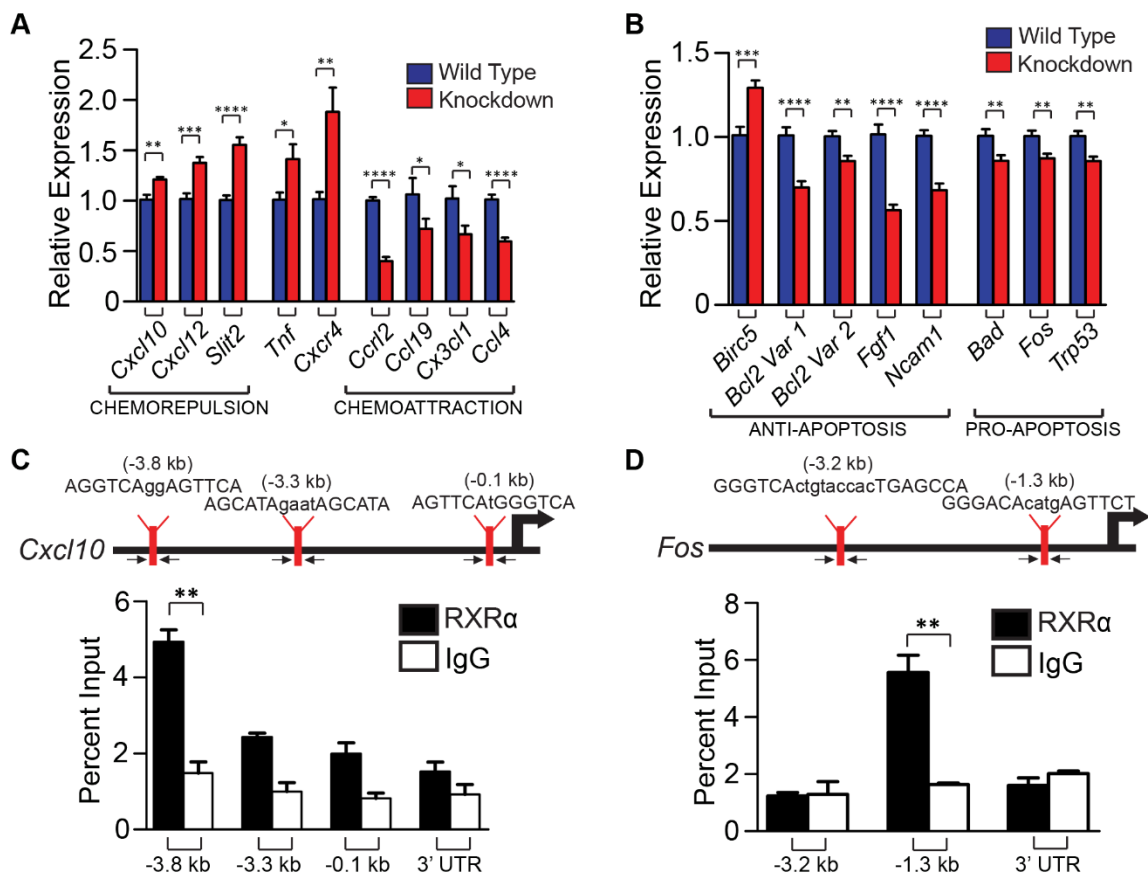 A
Relative Expression
2.5
2.0
1.5
1.0
0.5
0
Wild Type
Knockdown
** *** **** * ** **** * * ****
Cxcl10 Cxcl12 Slit2 Tnf Cxcr4 Ccrl2 Ccl19 Cx3cl1 Ccl4
CHEMOREPULSION CHEMOATTRACTION
B
Relative Expression
1.5
1.0
0.5
0
Wild Type
Knockdown
*** **** ** **** **** ** ** **
Birc5 Bcl2 Var 1 Bcl2 Var 2 Fgf1 Ncam1 Bad Fos Trp53
ANTI-APOPTOSIS PRO-APOPTOSIS
C
(-3.8 kb) (-3.3 kb) (-0.1 kb)
AGGTCAggAGTTCA AGCATAgaatAGCATA AGTTCAtGGGTCA
Cxcl10
Percent Input
6
4
2
0
**
RXRα
IgG
-3.8 kb -3.3 kb -0.1 kb 3' UTR
D
(-3.2 kb) (-1.3 kb)
GGGTCActgtaccacTGAGCCA GGGACAcatgAGTTCT
Fos
Percent Input
8
6
4
2
0
**
RXRα
IgG
-3.2 kb -1.3 kb 3' UTR